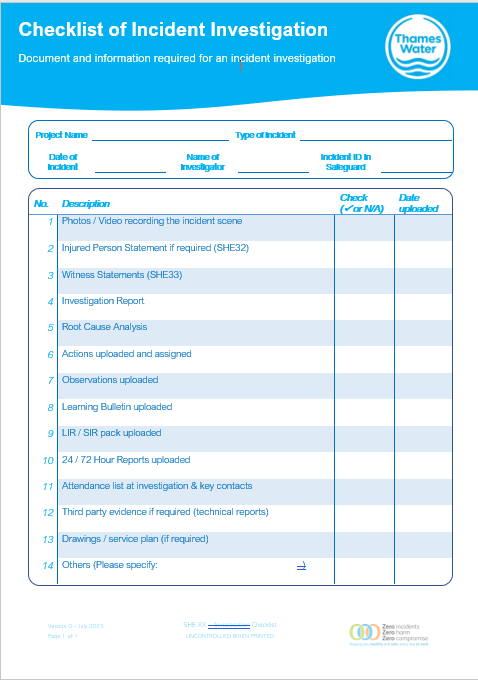 Checklist of Incident Investigation
Document and information required for an incident investigation
Thames
Water
Project Name
Type of Incident
Date of
Incident
Name of
Investigator
Incident ID in
Safeguard
No. Description Check
(✓or N/A) Date
uploaded
1 Photos / Video recording the incident scene
2 Injured Person Statement if required (SHE32)
3 Witness Statements (SHE33)
4 Investigation Report
5 Root Cause Analysis
6 Actions uploaded and assigned
7 Observations uploaded
8 Learning Bulletin uploaded
9 LIR / SIR pack uploaded
10 24 / 72 Hour Reports uploaded
11 Attendance list at investigation & key contacts
12 Third party evidence if required (technical reports)
13 Drawings / service plan (if required)
14 Others (Please specify: )
Version 0 – July 2025
Page 1 of 1
SHE XX – Investigation Checklist
UNCONTROLLED WHEN PRINTED
Zero incidents
Zero harm
Zero compromise